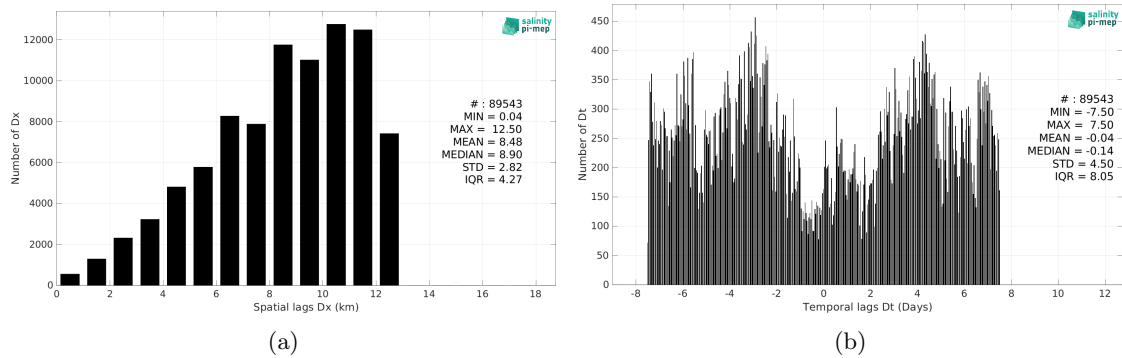 salinity
pi-mep
12000
10000
8000
6000
4000
2000
0
Number of Dx
# : 89543
MIN = 0.04
MAX = 12.50
MEAN = 8.48
MEDIAN = 8.90
STD = 2.82
IQR = 4.27
0 2 4 6 8 10 12 14 16 18
Spatial lags Dx (km)
(a)
salinity
pi-mep
450
400
350
300
250
200
150
100
50
0
Number of Dt
# : 89543
MIN = -7.50
MAX = 7.50
MEAN = -0.04
MEDIAN = -0.14
STD = 4.50
IQR = 8.05
-8 -6 -4 -2 0 2 4 6 8 10 12
Temporal lags Dt (Days)
(b)